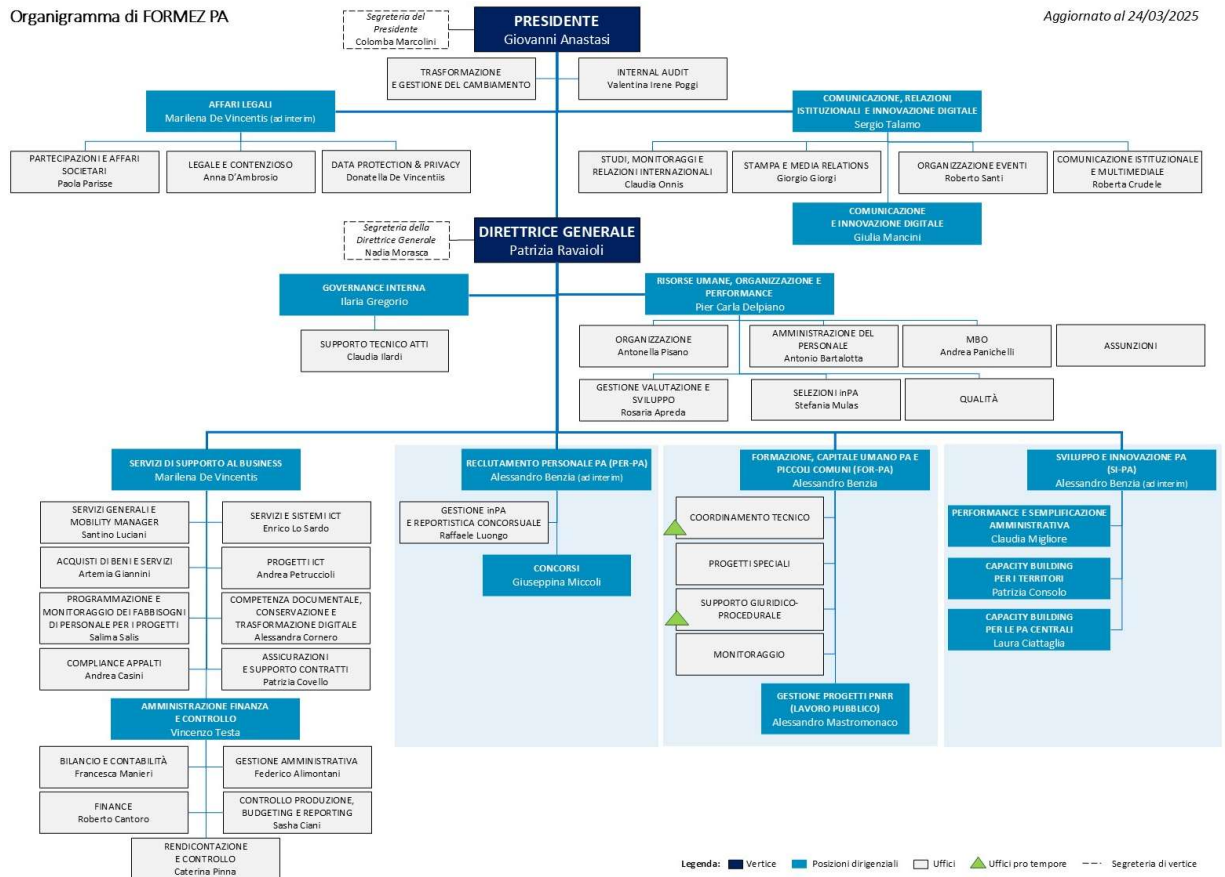 Organigramma di FORMEZ PA
Aggiornato al 24/03/2025
Segreteria del
Presidente
Colomba Marcolini
PRESIDENTE
Giovanni Anastasi
TRASFORMAZIONE
E GESTIONE DEL CAMBIAMENTO
INTERNAL AUDIT
Valentina Irene Poggi
AFFARI LEGALI
Marilena De Vincentis (ad interim)
COMUNICAZIONE, RELAZIONI
ISTITUZIONALI E INNOVAZIONE DIGITALE
Sergio Talamo
PARTECIPAZIONI E AFFARI
SOCIETARI
Paola Parisse
LEGALE E CONTENZIOSO
Anna D'Ambrosio
DATA PROTECTION & PRIVACY
Donatella De Vincentiis
STUDI, MONITORAGGI E
RELAZIONI INTERNAZIONALI
Claudia Onnis
STAMPA E MEDIA RELATIONS
Giorgio Giorgi
ORGANIZZAZIONE EVENTI
Roberto Santi
COMUNICAZIONE ISTITUZIONALE
E MULTIMEDIALE
Roberta Crudele
COMUNICAZIONE
E INNOVAZIONE DIGITALE
Giulia Mancini
Segreteria della
Direttrice Generale
Nadia Morasca
DIRETTRICE GENERALE
Patrizia Ravaioli
GOVERNANCE INTERNA
Ilaria Gregorio
RISORSE UMANE, ORGANIZZAZIONE E
PERFORMANCE
Pier Carla Delpiano
SUPPORTO TECNICO ATTI
Claudia Ilardi
ORGANIZZAZIONE
Antonella Pisano
AMMINISTRAZIONE DEL
PERSONALE
Antonio Bartalotta
MBO
Andrea Panichelli
ASSUNZIONI
GESTIONE VALUTAZIONE E
SVILUPPO
Rosaria Apreda
SELEZIONI inPA
Stefania Mulas
QUALITÀ
SERVIZI DI SUPPORTO AL BUSINESS
Marilena De Vincentis
RECLUTAMENTO PERSONALE PA (PER-PA)
Alessandro Benzia (ad interim)
FORMAZIONE, CAPITALE UMANO PA E
PICCOLI COMUNI (FOR-PA)
Alessandro Benzia
SVILUPPO E INNOVAZIONE PA
(SI-PA)
Alessandro Benzia (ad interim)
SERVIZI GENERALI E
MOBILITY MANAGER
Santino Luciani
SERVIZI E SISTEMI ICT
Enrico Lo Sardo
ACQUISTI DI BENI E SERVIZI
Artemia Giannini
PROGETTI ICT
Andrea Petruccioli
PROGRAMMAZIONE E
MONITORAGGIO DEI FABBISOGNI
DI PERSONALE PER I PROGETTI
Salima Salis
COMPETENZA DOCUMENTALE,
CONSERVAZIONE E
TRASFORMAZIONE DIGITALE
Alessandra Cornero
COMPLIANCE APPALTI
Andrea Casini
ASSICURAZIONI
E SUPPORTO CONTRATTI
Patrizia Covello
AMMINISTRAZIONE FINANZA
E CONTROLLO
Vincenzo Testa
BILANCIO E CONTABILITÀ
Francesca Manieri
GESTIONE AMMINISTRATIVA
Federico Alimontani
FINANCE
Roberto Cantoro
CONTROLLO PRODUZIONE,
BUDGETING E REPORTING
Sasha Ciani
RENDICONTAZIONE
E CONTROLLO
Caterina Pinna
GESTIONE inPA
E REPORTISTICA CONCORSUALE
Raffaele Luongo
CONCORSI
Giuseppina Miccoli
COORDINAMENTO TECNICO
PROGETTI SPECIALI
SUPPORTO GIURIDICO-
PROCEDURALE
MONITORAGGIO
GESTIONE PROGETTI PNRR
(LAVORO PUBBLICO)
Alessandro Mastromonaco
PERFORMANCE E SEMPLIFICAZIONE
AMMINISTRATIVA
Claudia Migliore
CAPACITY BUILDING
PER I TERRITORI
Patrizia Consolo
CAPACITY BUILDING
PER LE PA CENTRALI
Laura Ciattaglia
Legenda: Vertice Posizioni dirigenziali Uffici Uffici pro tempore Segreteria di vertice